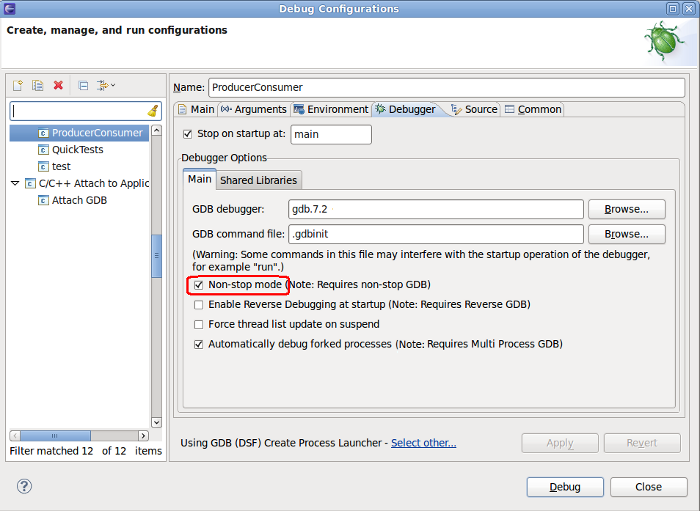 Debug Configurations
Create, manage, and run configurations
ProducerConsumer
QuickTests
test
C/C++ Attach to Applic
Attach GDB
Filter matched 12 of 12 items
Name: ProducerConsumer
Main Arguments Environment Debugger Source Common
Stop on startup at: main
Debugger Options
Main Shared Libraries
GDB debugger: gdb.7.2 Browse...
GDB command file: .gdbinit Browse...
(Warning: Some commands in this file may interfere with the startup operation of the debugger,
for example "run".)
Non-stop mode (Note: Requires non-stop GDB)
Enable Reverse Debugging at startup (Note: Requires Reverse GDB)
Force thread list update on suspend
Automatically debug forked processes (Note: Requires Multi Process GDB)
Using GDB (DSF) Create Process Launcher - Select other... Apply Revert
Debug Close